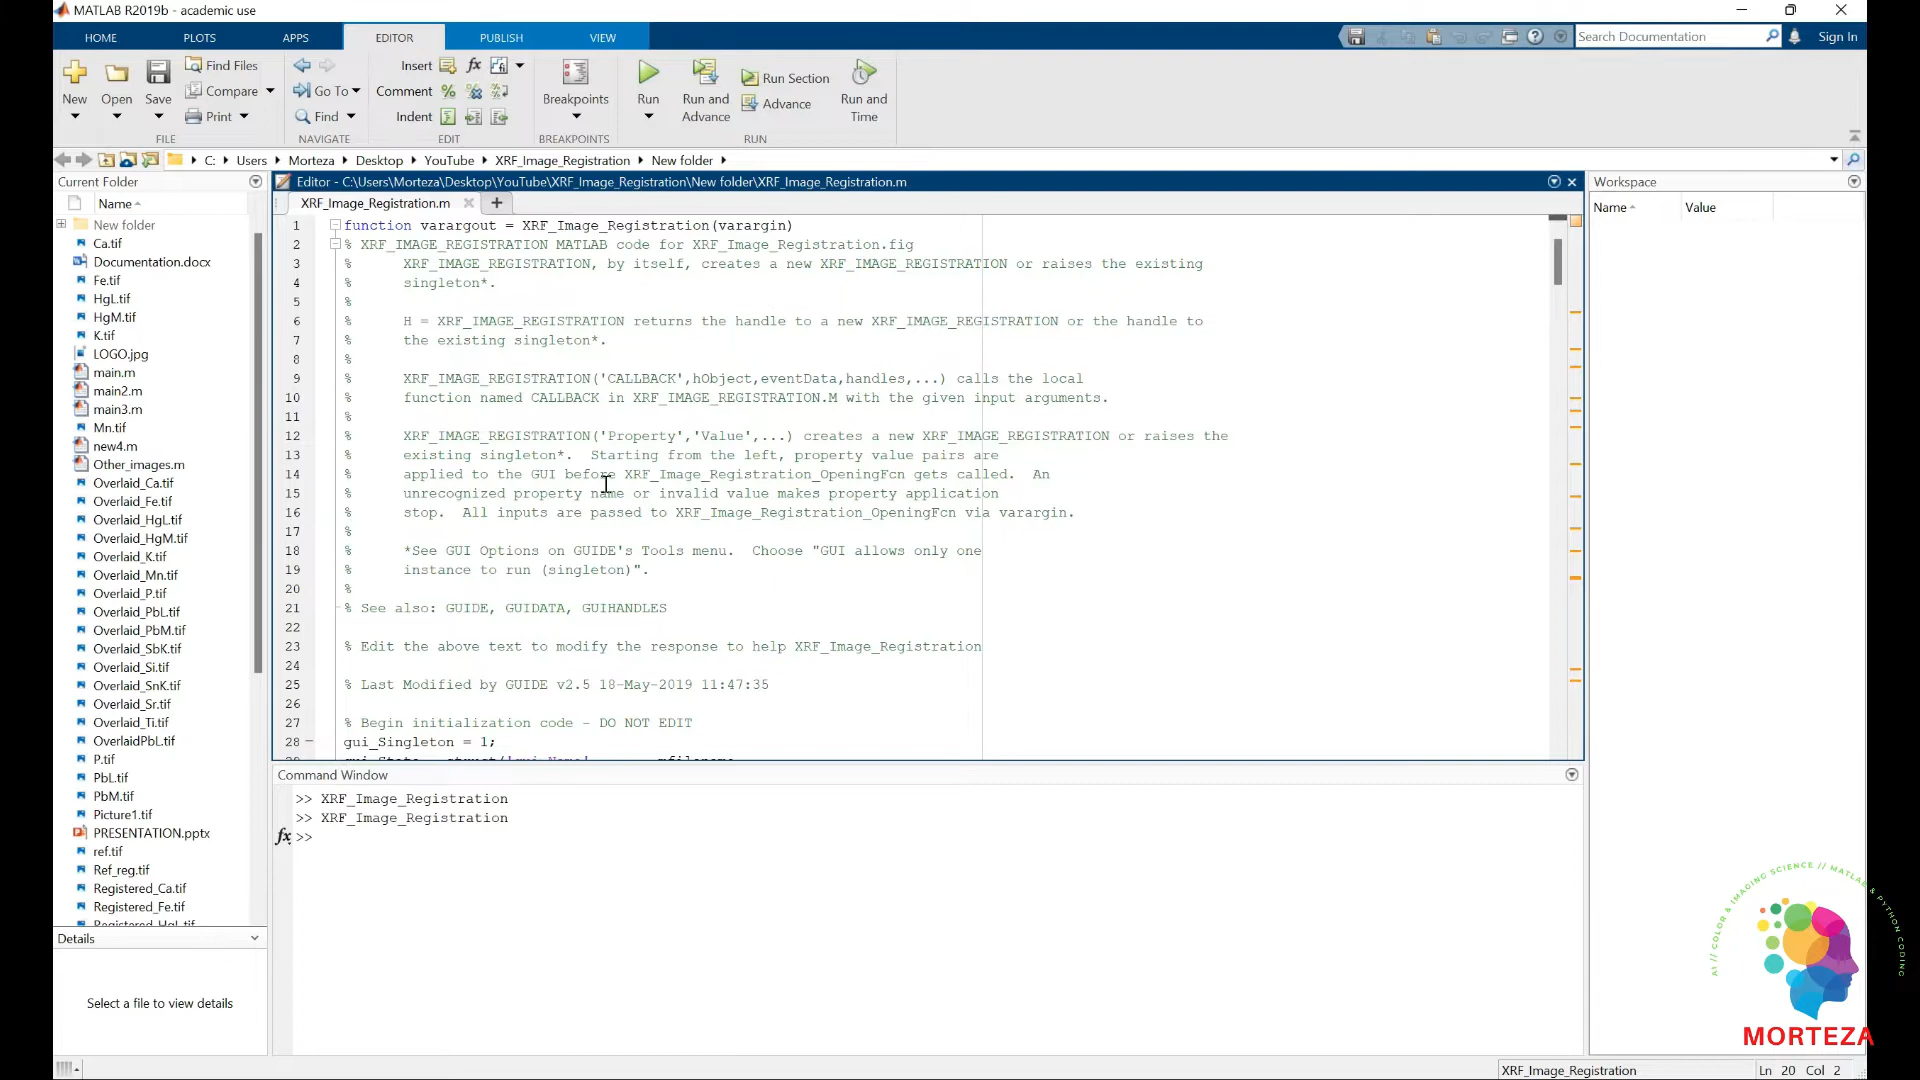 MATLAB R2019b - academic use
HOME PLOTS APPS EDITOR PUBLISH VIEW Search Documentation Sign In
New Open Save Find Files Compare Print FILE
Go To Find NAVIGATE
Insert fx Comment % Indent EDIT
Breakpoints BREAKPOINTS
Run Run and Advance Run Section Advance Run and Time RUN
C: Users Morteza Desktop YouTube XRF_Image_Registration New folder
Current Folder
Name
New folder
Ca.tif
Documentation.docx
Fe.tif
HgL.tif
HgM.tif
K.tif
LOGO.jpg
main.m
main2.m
main3.m
Mn.tif
new4.m
Other_images.m
Overlaid_Ca.tif
Overlaid_Fe.tif
Overlaid_HgL.tif
Overlaid_HgM.tif
Overlaid_K.tif
Overlaid_Mn.tif
Overlaid_P.tif
Overlaid_PbL.tif
Overlaid_PbM.tif
Overlaid_SbK.tif
Overlaid_Si.tif
Overlaid_SnK.tif
Overlaid_Sr.tif
Overlaid_Ti.tif
OverlaidPbL.tif
P.tif
PbL.tif
PbM.tif
Picture1.tif
PRESENTATION.pptx
ref.tif
Ref_reg.tif
Registered_Ca.tif
Registered_Fe.tif
Registered_HgL.tif
Details
Select a file to view details
Editor - C:\Users\Morteza\Desktop\YouTube\XRF_Image_Registration\New folder\XRF_Image_Registration.m
XRF_Image_Registration.m
1 function varargout = XRF_Image_Registration(varargin)
2 % XRF_IMAGE_REGISTRATION MATLAB code for XRF_Image_Registration.fig
3 % XRF_IMAGE_REGISTRATION, by itself, creates a new XRF_IMAGE_REGISTRATION or raises the existing
4 % singleton*.
5 %
6 % H = XRF_IMAGE_REGISTRATION returns the handle to a new XRF_IMAGE_REGISTRATION or the handle to
7 % the existing singleton*.
8 %
9 % XRF_IMAGE_REGISTRATION('CALLBACK',hObject,eventData,handles,...) calls the local
10 % function named CALLBACK in XRF_IMAGE_REGISTRATION.M with the given input arguments.
11 %
12 % XRF_IMAGE_REGISTRATION('Property','Value',...) creates a new XRF_IMAGE_REGISTRATION or raises the
13 % existing singleton*. Starting from the left, property value pairs are
14 % applied to the GUI before XRF_Image_Registration_OpeningFcn gets called. An
15 % unrecognized property name or invalid value makes property application
16 % stop. All inputs are passed to XRF_Image_Registration_OpeningFcn via varargin.
17 %
18 % *See GUI Options on GUIDE's Tools menu. Choose "GUI allows only one
19 % instance to run (singleton)".
20 %
21 % See also: GUIDE, GUIDATA, GUIHANDLES
22
23 % Edit the above text to modify the response to help XRF_Image_Registration
24
25 % Last Modified by GUIDE v2.5 18-May-2019 11:47:35
26
27 % Begin initialization code - DO NOT EDIT
28 - gui_Singleton = 1;
Command Window
>> XRF_Image_Registration
>> XRF_Image_Registration
fx >>
Workspace
Name Value
AI // COLOR & IMAGING SCIENCE // MATLAB & PYTHON CODING
MORTEZA
XRF_Image_Registration Ln 20 Col 2